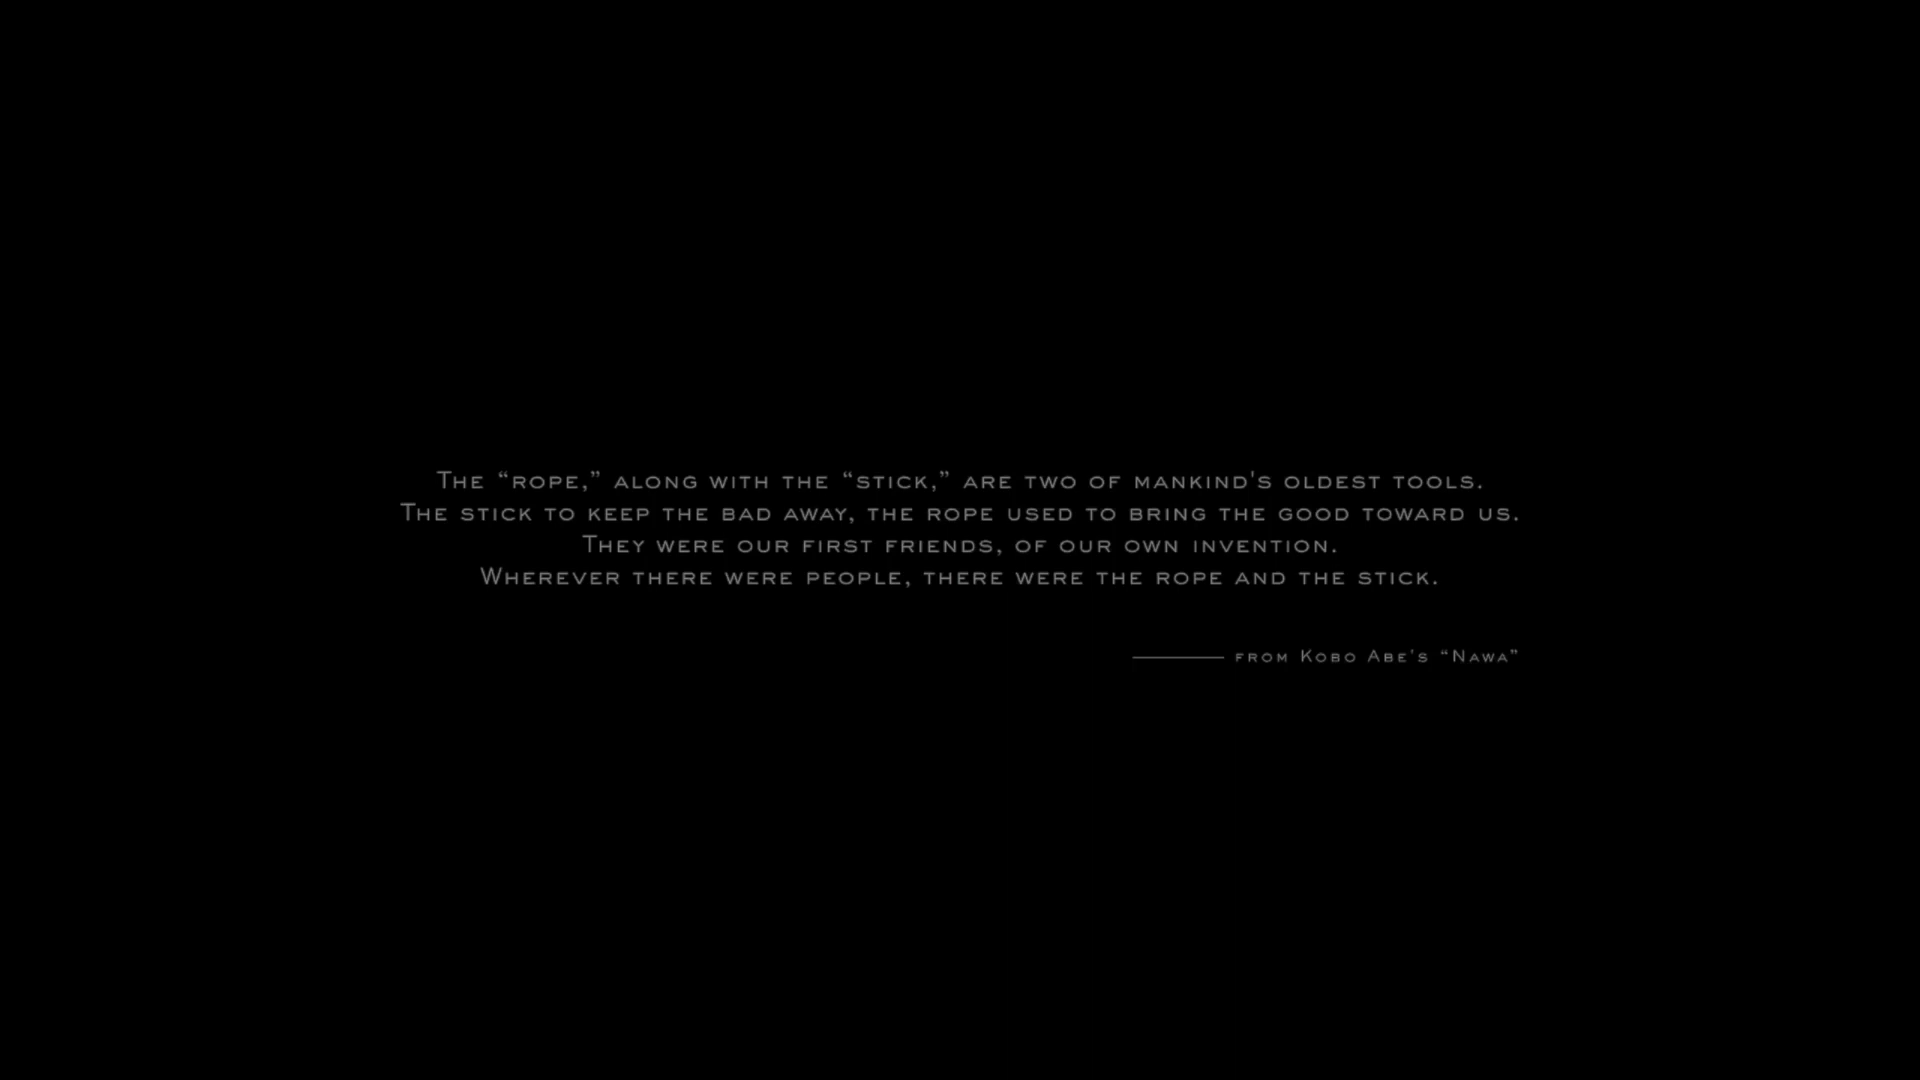 The “rope,” along with the “stick,” are two of mankind's oldest tools.
The stick to keep the bad away, the rope used to bring the good toward us.
They were our first friends, of our own invention.
Wherever there were people, there were the rope and the stick.
from Kobo Abe's “Nawa”